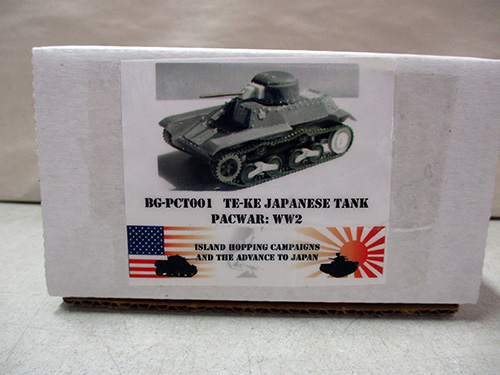 BG-PCT001 TE-KE JAPANESE TANK
PACWAR: WW2
ISLAND HOPPING CAMPAIGNS
AND THE ADVANCE TO JAPAN